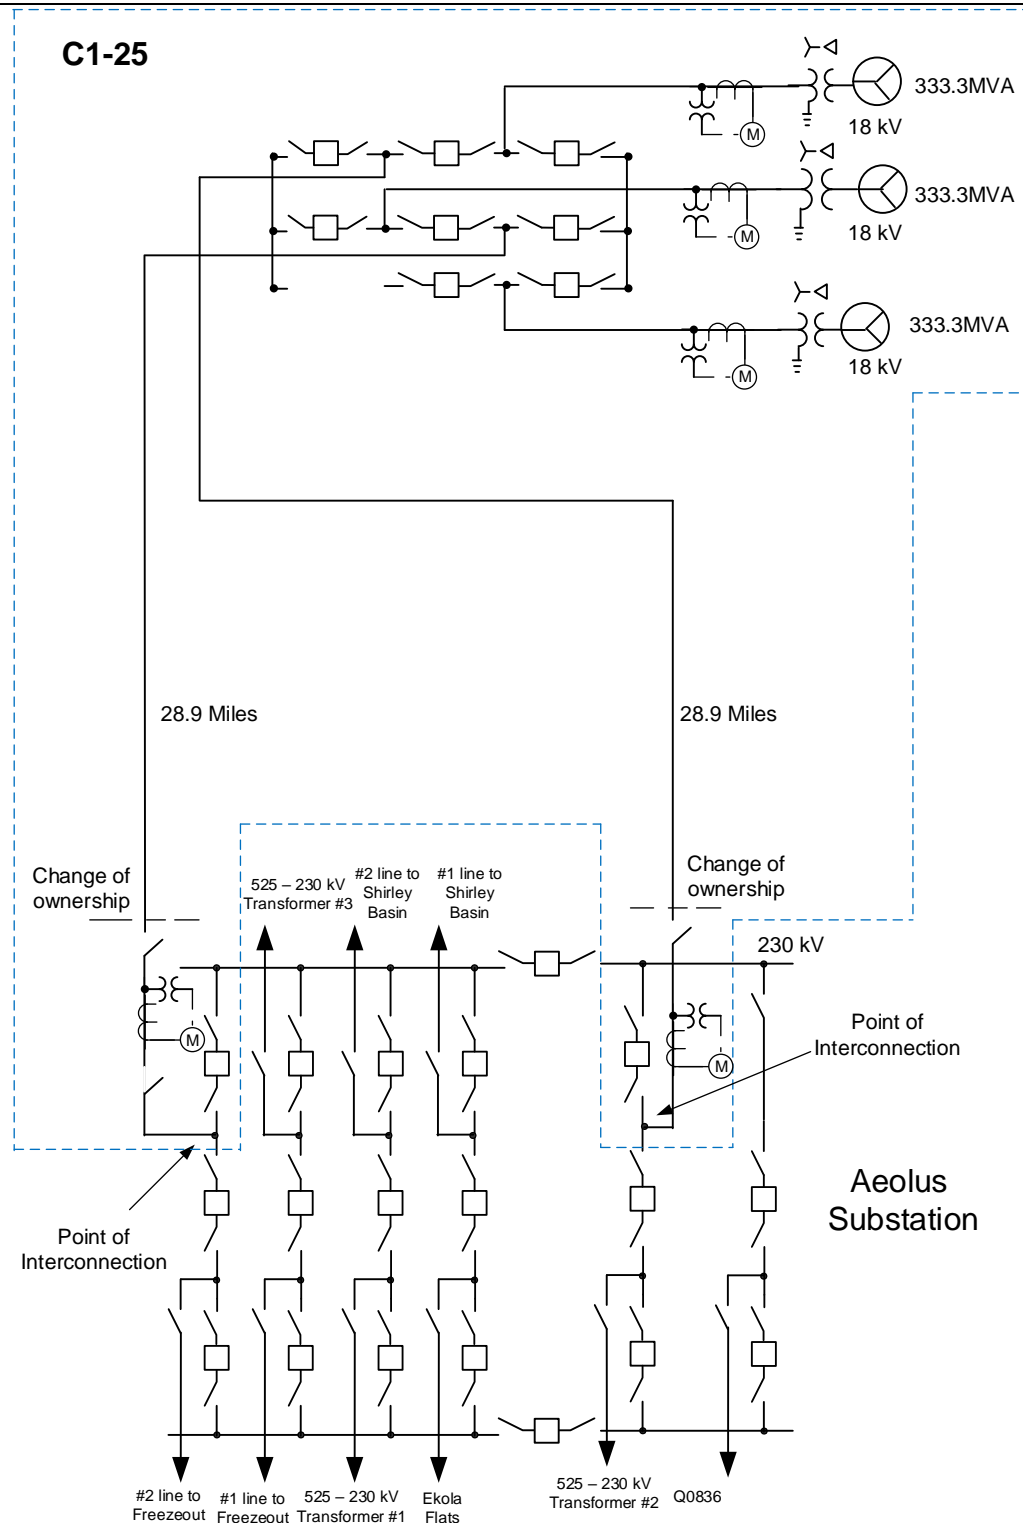 C1-25
333.3MVA
18 kV
M
333.3MVA
18 kV
M
333.3MVA
18 kV
M
28.9 Miles
28.9 Miles
Change of
ownership
525 – 230 kV
Transformer #3
#2 line to
Shirley
Basin
#1 line to
Shirley
Basin
Change of
ownership
230 kV
M
M
Point of
Interconnection
Aeolus
Substation
Point of
Interconnection
#2 line to
Freezeout
#1 line to
Freezeout
525 – 230 kV
Transformer #1
Ekola
Flats
525 – 230 kV
Transformer #2
Q0836